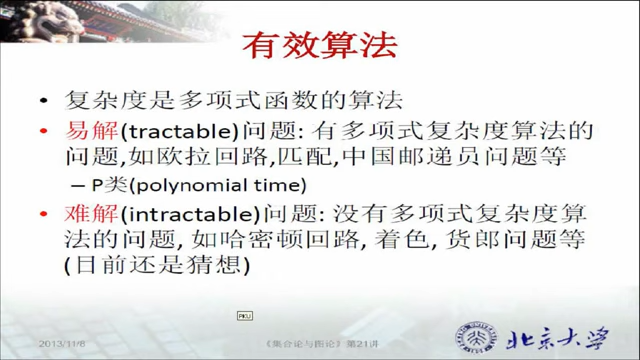 有效算法
• 复杂度是多项式函数的算法
• 易解(tractable)问题: 有多项式复杂度算法的
问题,如欧拉回路,匹配,中国邮递员问题等
– P类(polynomial time)
• 难解(intractable)问题: 没有多项式复杂度算
法的问题, 如哈密顿回路, 着色, 货郎问题等
(目前还是猜想)
PKU
2013/11/8
《集合论与图论》第21讲
北京大学